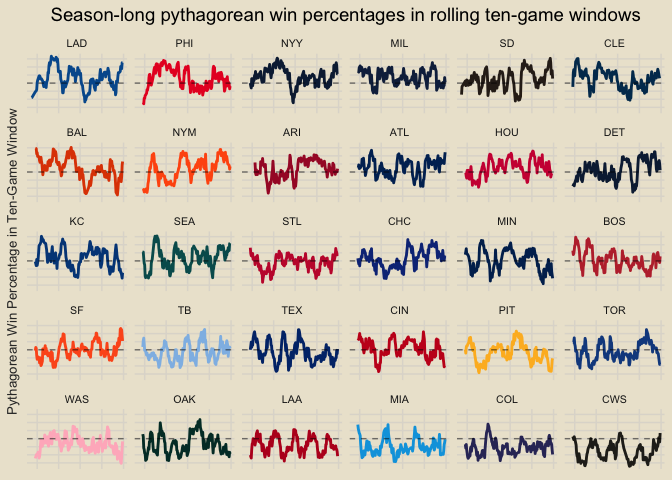 Season-long pythagorean win percentages in rolling ten-game windows
Pythagorean Win Percentage in Ten-Game Window
LAD PHI NYY MIL SD CLE
BAL NYM ARI ATL HOU DET
KC SEA STL CHC MIN BOS
SF TB TEX CIN PIT TOR
WAS OAK LAA MIA COL CWS